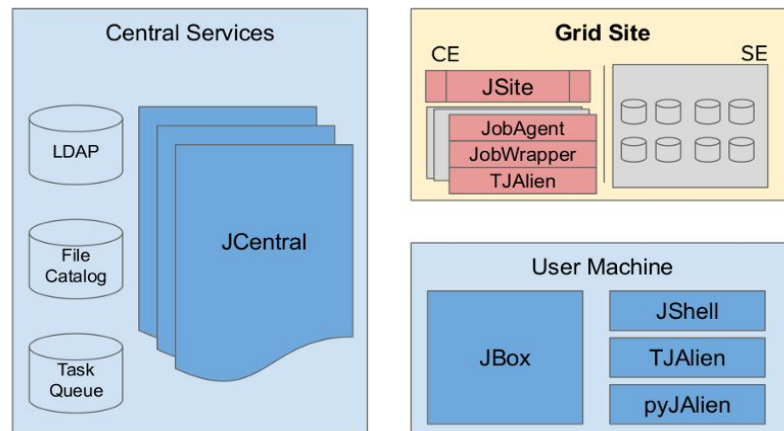 Central Services
LDAP
File
Catalog
Task
Queue
JCentral
Grid Site
CE
SE
JSite
JobAgent
JobWrapper
TJAlien
User Machine
JBox
JShell
TJAlien
pyJAlien